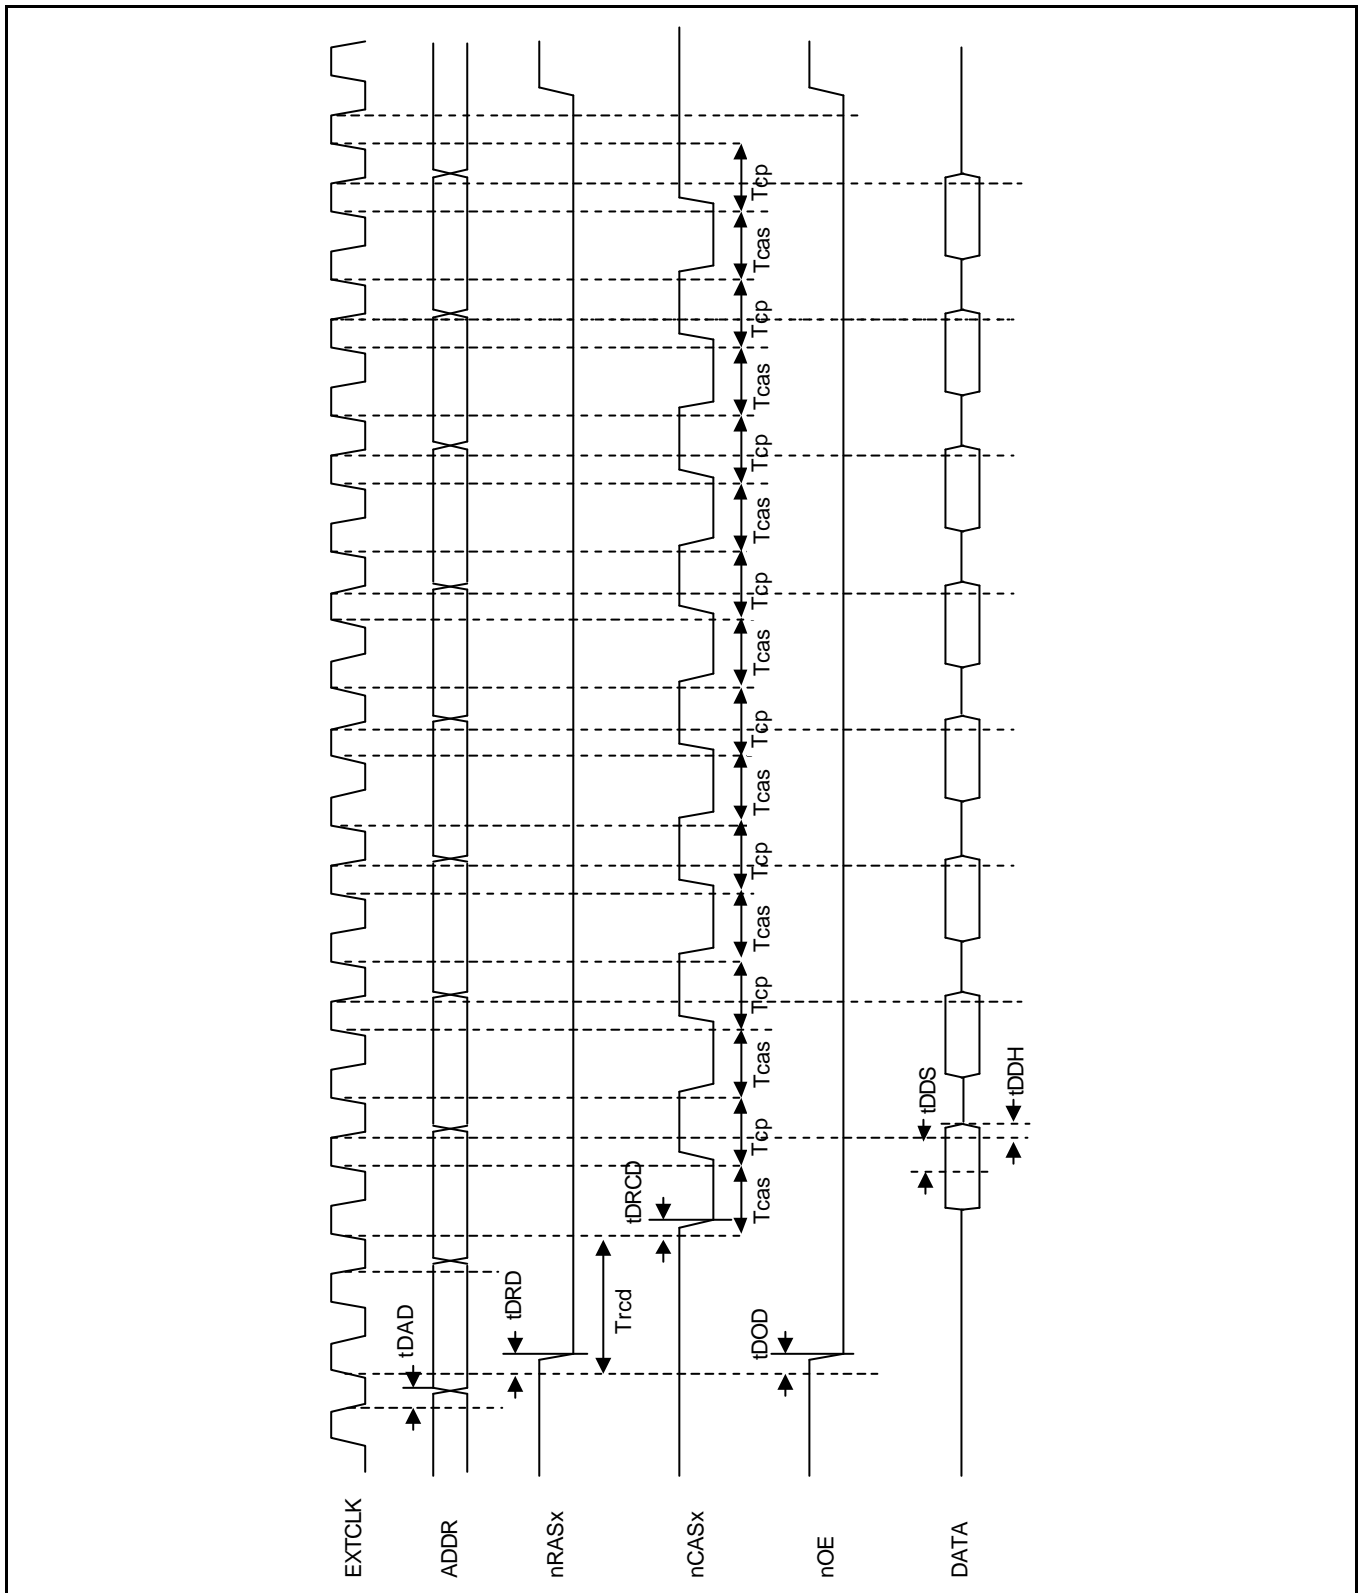 EXTCLK
tDAD
ADDR
tDRD
nRASx
Trcd
tDRCD
nCASx
Tcas
Tcp
Tcas
Tcp
Tcas
Tcp
Tcas
Tcp
Tcas
Tcp
Tcas
Tcp
Tcas
Tcp
Tcas
Tcp
tDOD
nOE
tDDS
DATA
tDDH